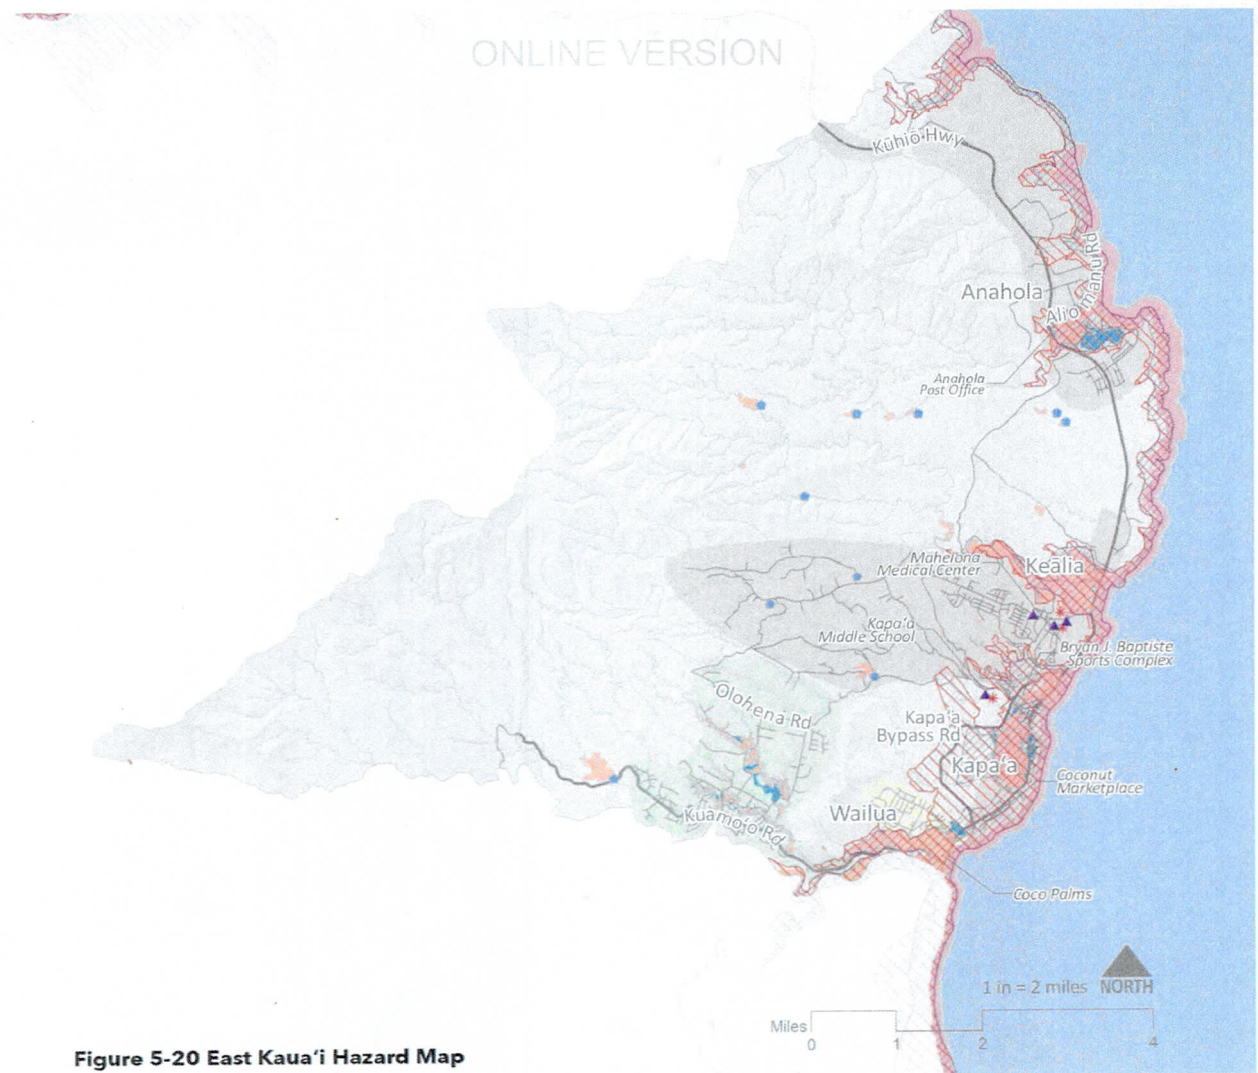 ONLINE VERSION
Kūhiō Hwy
Anahola
Alio manu Rd
Anahola
Post Office
Mahelona
Medical Center
Keālia
Kapaʻa
Middle School
Bryan J. Baptiste
Sports Complex
Olohena Rd
Kapaʻa
Bypass Rd
Kapaʻa
Coconut
Marketplace
Wailua
Kuamoʻo Rd
Coco Palms
1 in = 2 miles
NORTH
Miles
0 1 2 4
Figure 5-20 East Kauaʻi Hazard Map